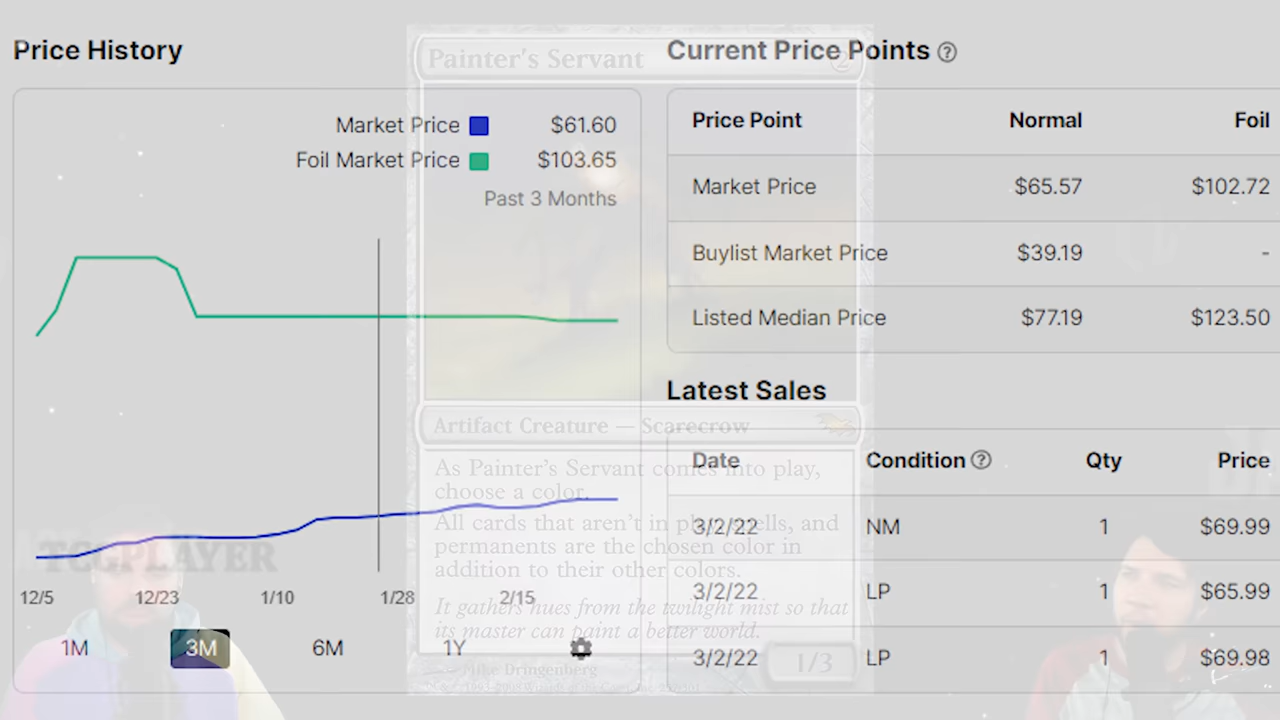 Price History
Market Price $61.60
Foil Market Price $103.65
Past 3 Months
12/5 12/23 1/10 1/28 2/15
1M 3M 6M 1Y
TCGPLAYER
Painter's Servant 2
Artifact Creature — Scarecrow
As Painter's Servant comes into play,
choose a color.
All cards that aren't in play, spells, and
permanents are the chosen color in
addition to their other colors.
It gathers hues from the twilight mist so that
its master can paint a better world.
Mike Dringenberg
1/3
Current Price Points ?
Price Point Normal Foil
Market Price $65.57 $102.72
Buylist Market Price $39.19 -
Listed Median Price $77.19 $123.50
Latest Sales
Date Condition ? Qty Price
3/2/22 NM 1 $69.99
3/2/22 LP 1 $65.99
3/2/22 LP 1 $69.98